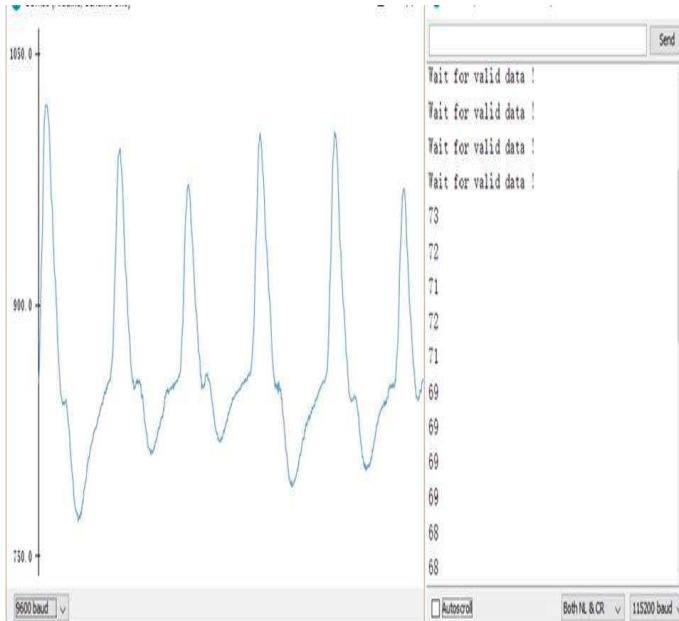 1050.0
900.0
750.0
9600 baud
Send
Wait for valid data !
Wait for valid data !
Wait for valid data !
Wait for valid data !
73
72
71
72
71
69
69
69
69
68
68
Autoscroll
Both NL & CR
115200 baud